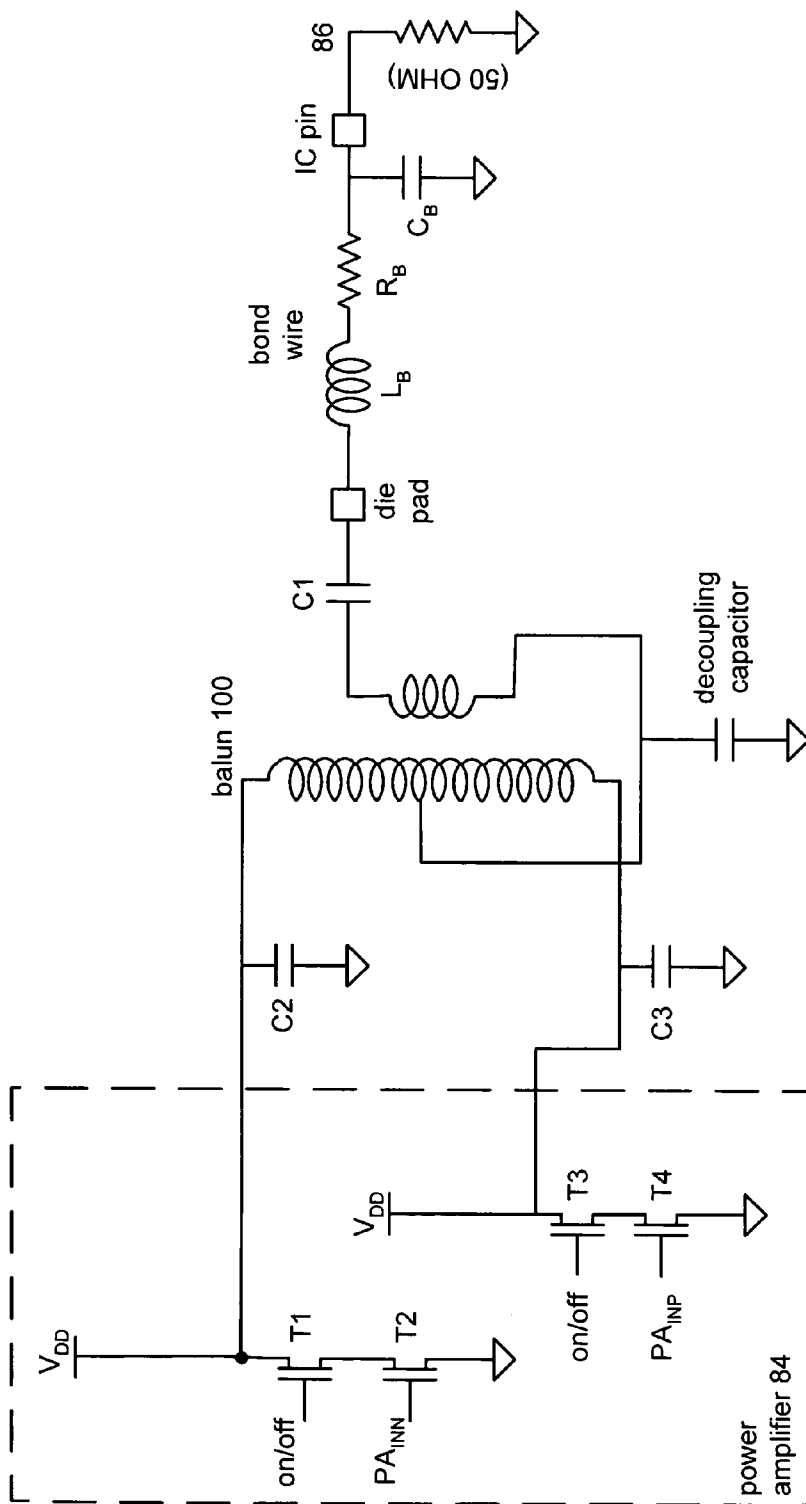 V_DD
on/off
T1
PA_INN
T2
V_DD
on/off
T3
PA_INP
T4
power
amplifier 84
C2
C3
balun 100
C1
decoupling
capacitor
die
pad
bond
wire
L_B
R_B
C_B
IC pin
86
(50 OHM)